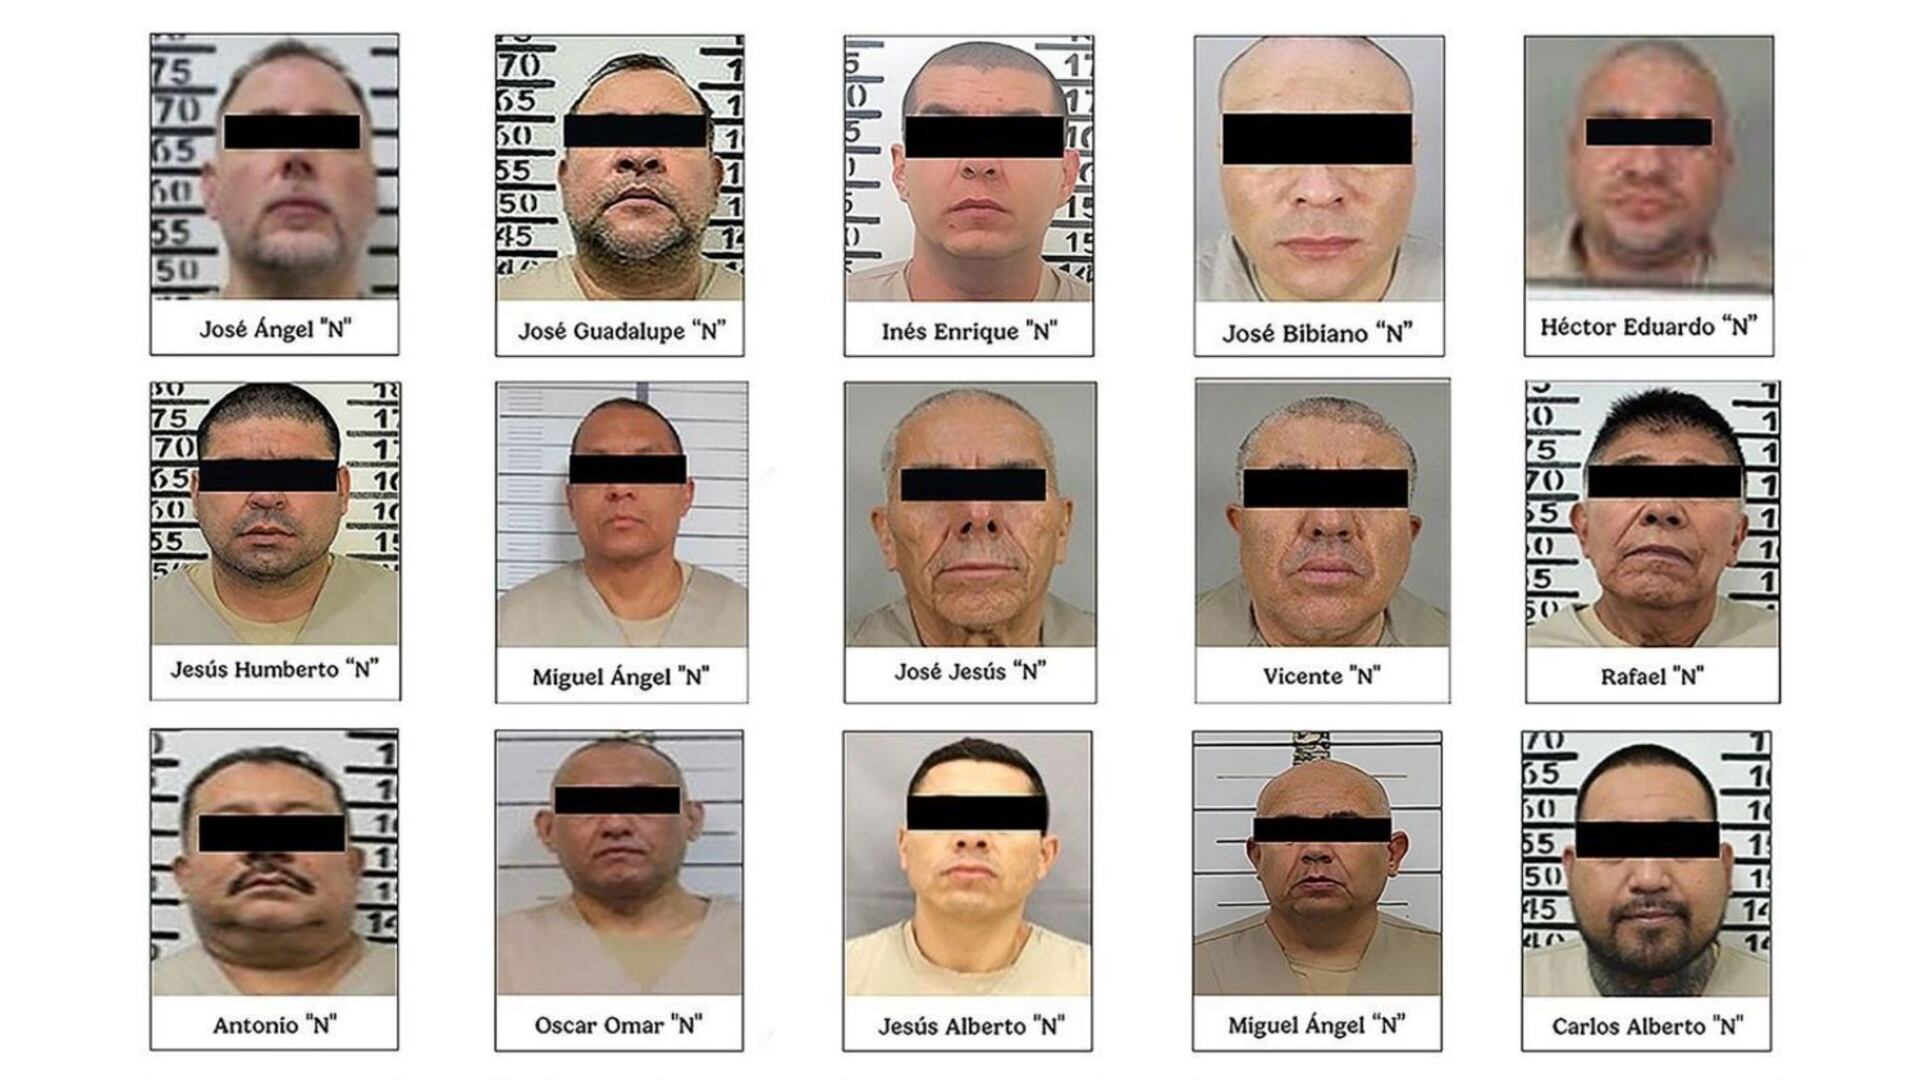 José Ángel "N"
José Guadalupe “N”
Inés Enrique "N"
José Bibiano “N”
Héctor Eduardo “N”
Jesús Humberto “N”
Miguel Ángel "N"
José Jesús “N”
Vicente "N"
Rafael "N"
Antonio "N"
Oscar Omar "N"
Jesús Alberto "N"
Miguel Ángel “N”
Carlos Alberto "N"